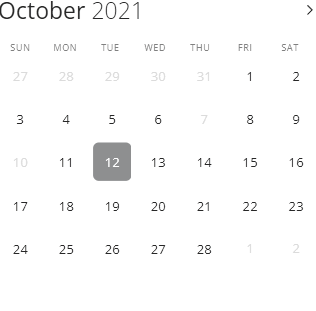 October 2021
SUN MON TUE WED THU FRI SAT
27 28 29 30 31 1 2
3 4 5 6 7 8 9
10 11 12 13 14 15 16
17 18 19 20 21 22 23
24 25 26 27 28 1 2